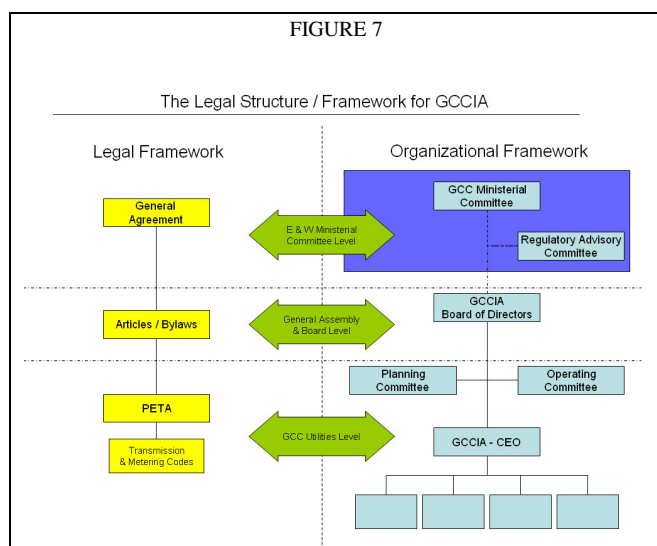 FIGURE 7
The Legal Structure / Framework for GCCIA
Legal Framework
Organizational Framework
General
Agreement
E & W Ministerial
Committee Level
GCC Ministerial
Committee
Regulatory Advisory
Committee
Articles / Bylaws
General Assembly
& Board Level
GCCIA
Board of Directors
Planning
Committee
Operating
Committee
PETA
Transmission
& Metering Codes
GCC Utilities Level
GCCIA - CEO